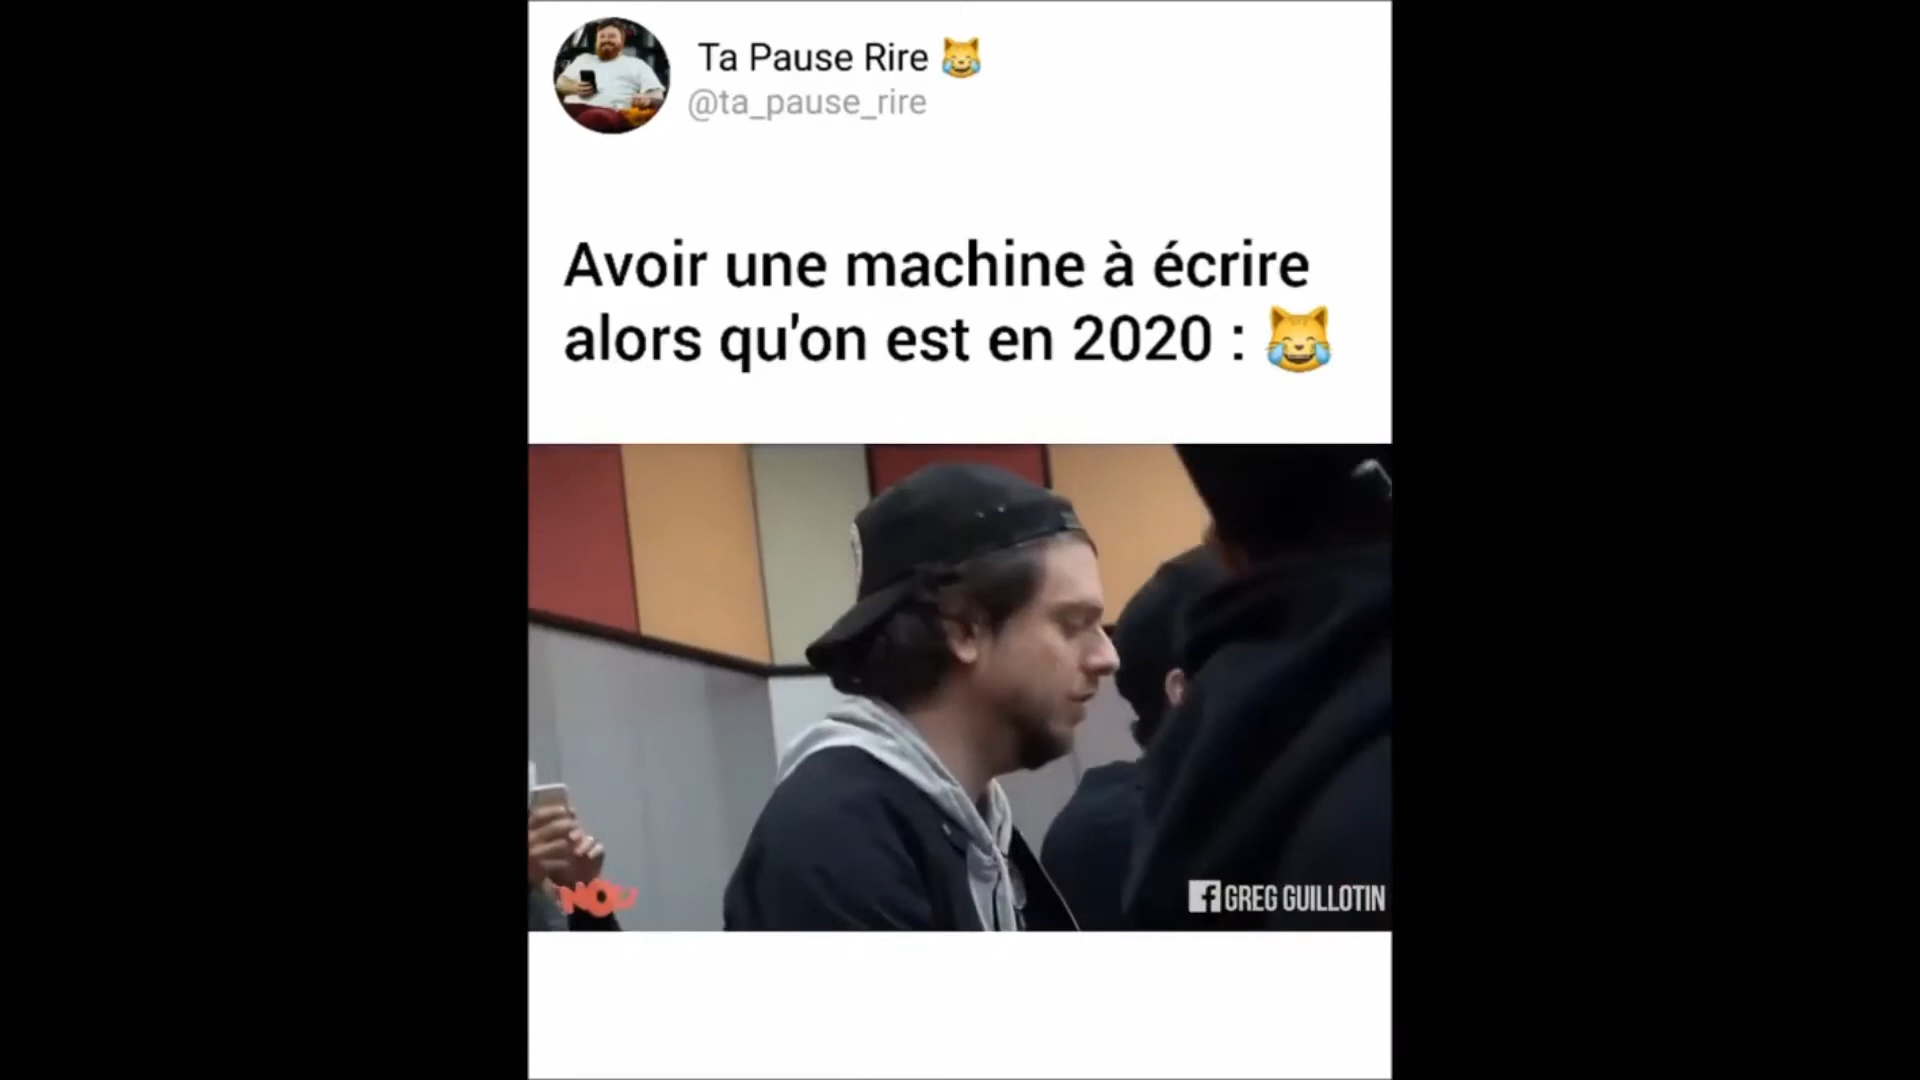 Ta Pause Rire 😹
@ta_pause_rire
Avoir une machine à écrire
alors qu'on est en 2020 : 😹
GREG GUILLOTIN